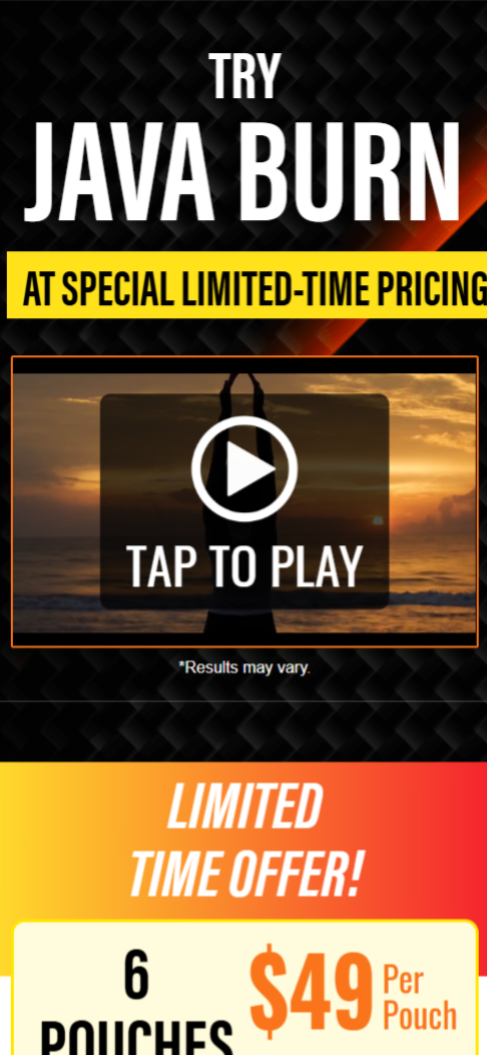 TRY
JAVA BURN
AT SPECIAL LIMITED-TIME PRICING
TAP TO PLAY
*Results may vary.
LIMITED
TIME OFFER!
6
POUCHES
$49 Per
Pouch